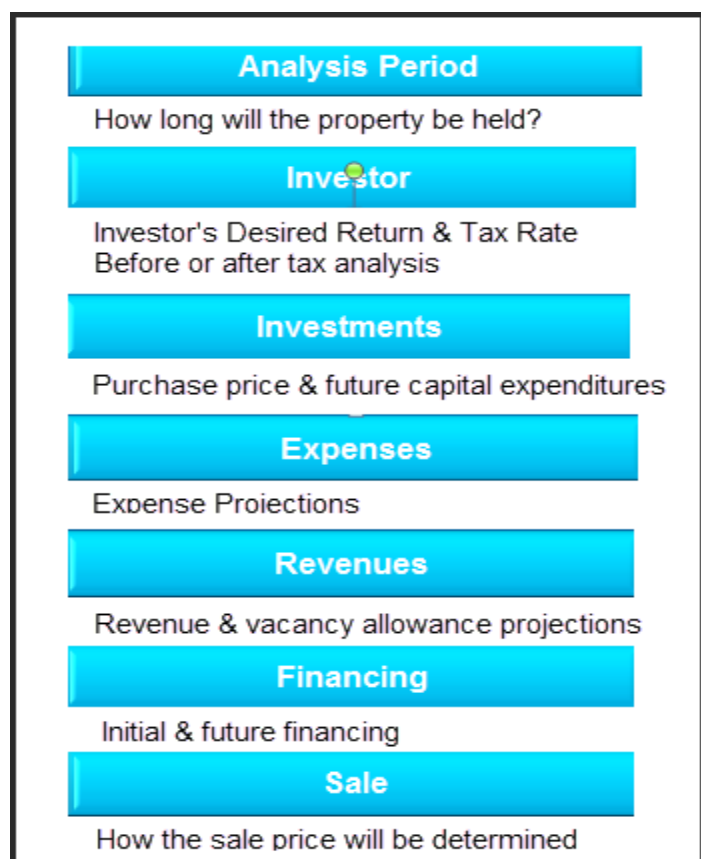 Analysis Period
How long will the property be held?
Investor
Investor's Desired Return & Tax Rate
Before or after tax analysis
Investments
Purchase price & future capital expenditures
Expenses
Expense Projections
Revenues
Revenue & vacancy allowance projections
Financing
Initial & future financing
Sale
How the sale price will be determined